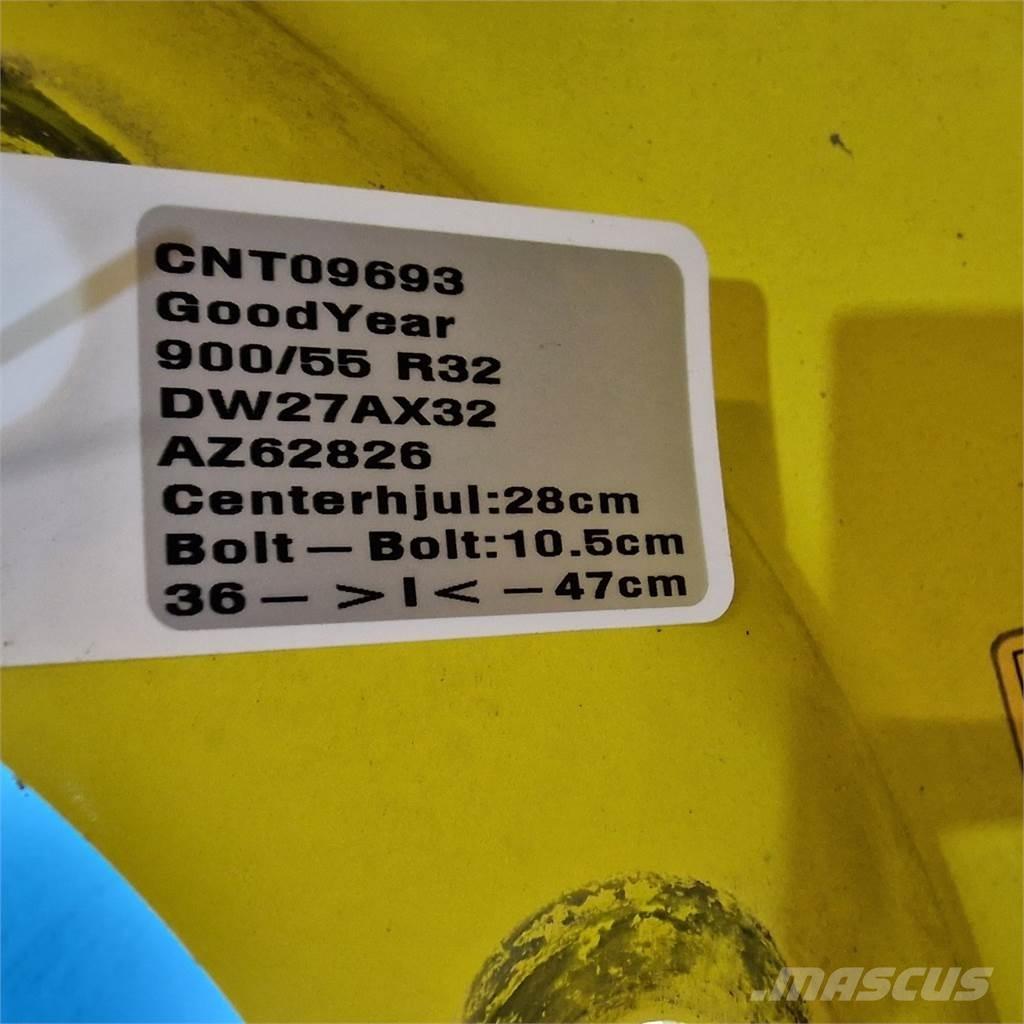 CNT09693
GoodYear
900/55 R32
DW27AX32
AZ62826
Centerhjul:28cm
Bolt – Bolt:10.5cm
36 – > I < – 47cm
.MASCUS